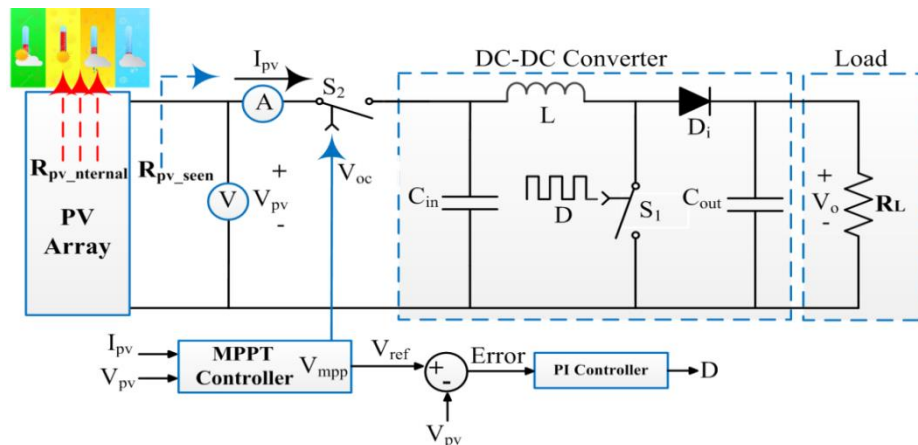 DC-DC Converter
Load
I_pv
S_2
A
L
D_i
R_pv_nternal
R_pv_seen
V_oc
PV
Array
V
+
V_pv
-
C_in
D
S_1
C_out
+
V_o
-
R_L
I_pv
V_pv
MPPT
Controller
V_mpp
V_ref
+
-
Error
PI Controller
D
V_pv